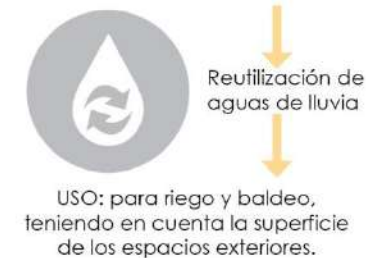 Reutilización de
aguas de lluvia
USO: para riego y baldeo,
teniendo en cuenta la superficie
de los espacios exteriores.